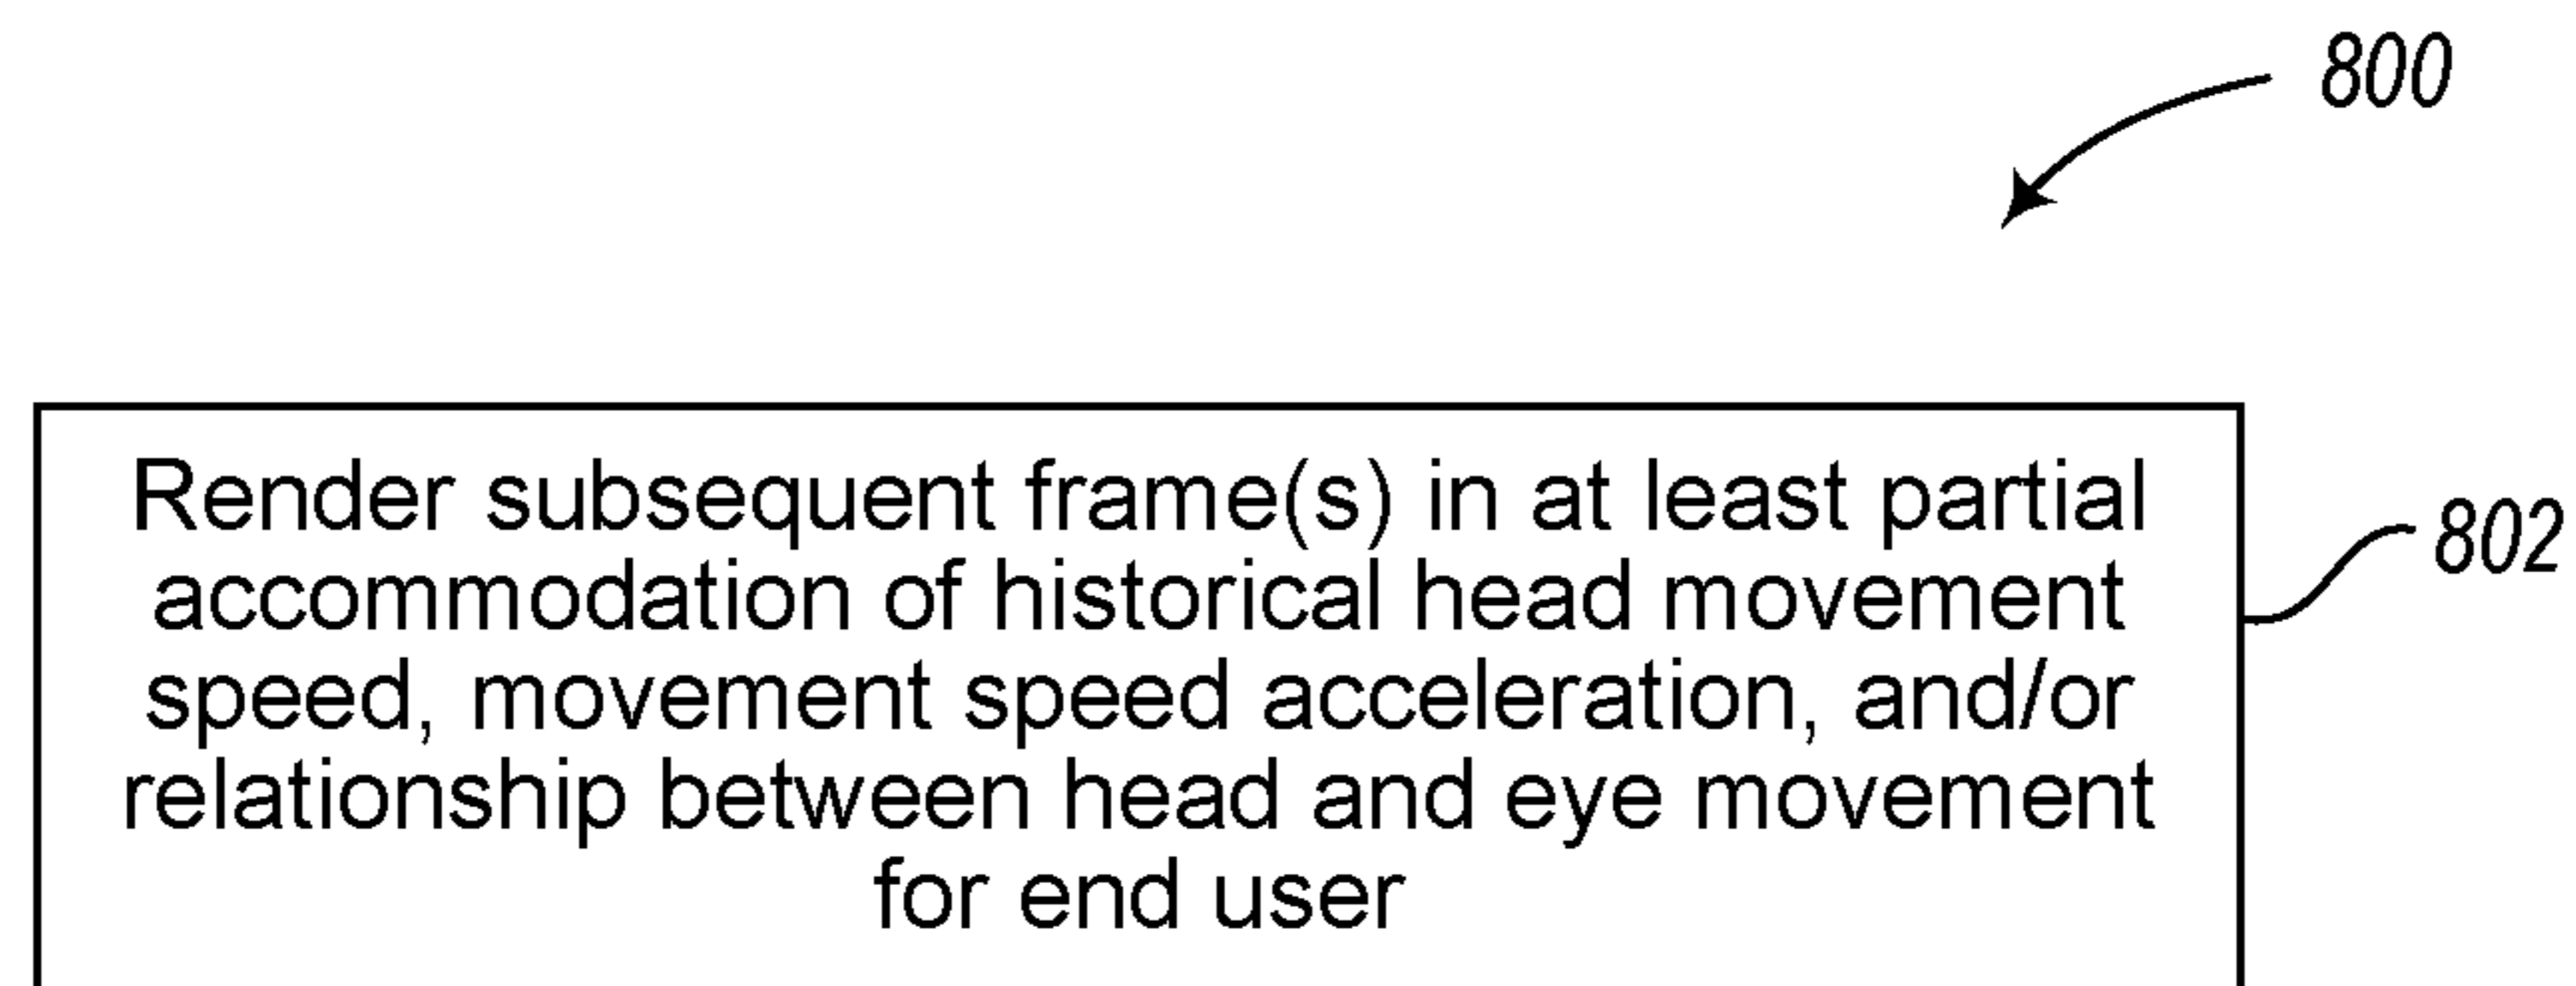 800
Render subsequent frame(s) in at least partial
accommodation of historical head movement
speed, movement speed acceleration, and/or
relationship between head and eye movement
for end user
802